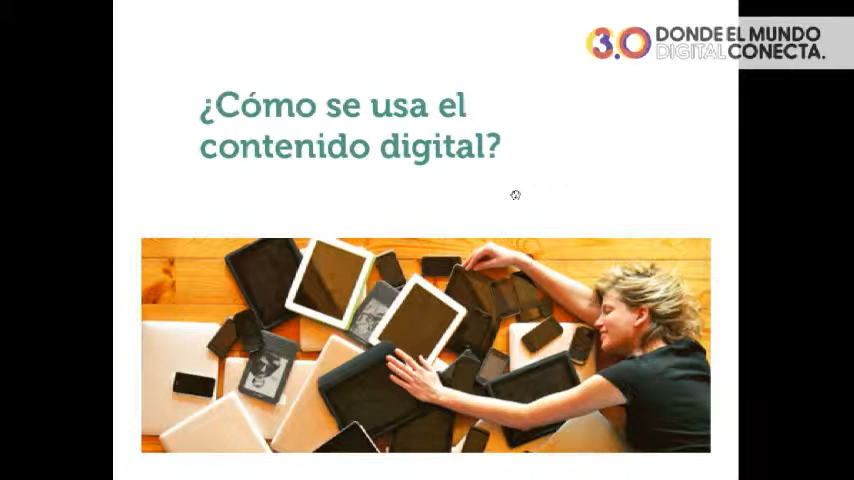 3.0 DONDE EL MUNDO
DIGITAL CONECTA.
¿Cómo se usa el
contenido digital?